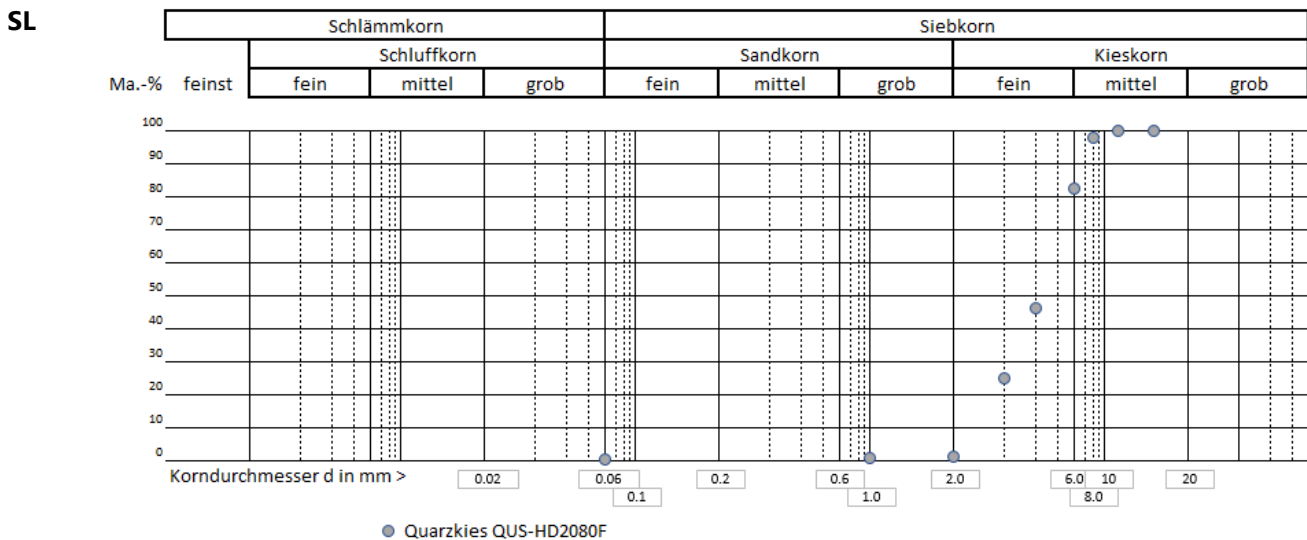 SL
Schlämmkorn Siebkorn
Schluffkorn Sandkorn Kieskorn
Ma.-% feinst fein mittel grob fein mittel grob fein mittel grob
100
90
80
70
60
50
40
30
20
10
0
Korndurchmesser d in mm > 0.02 0.06 0.2 0.6 2.0 6.0 10 20
0.1 1.0 8.0
Quarzkies QUS-HD2080F